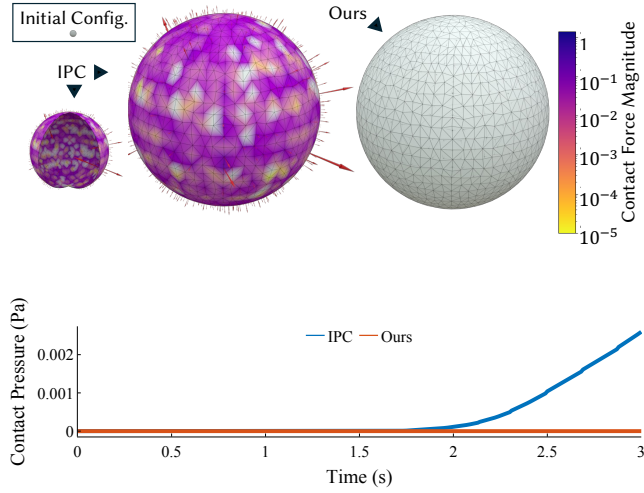 Initial Config.
Ours
IPC
1
10⁻¹
10⁻²
10⁻³
10⁻⁴
10⁻⁵
Contact Force Magnitude
Contact Pressure (Pa)
IPC Ours
0.002
0.001
0
0 0.5 1 1.5 2 2.5 3
Time (s)